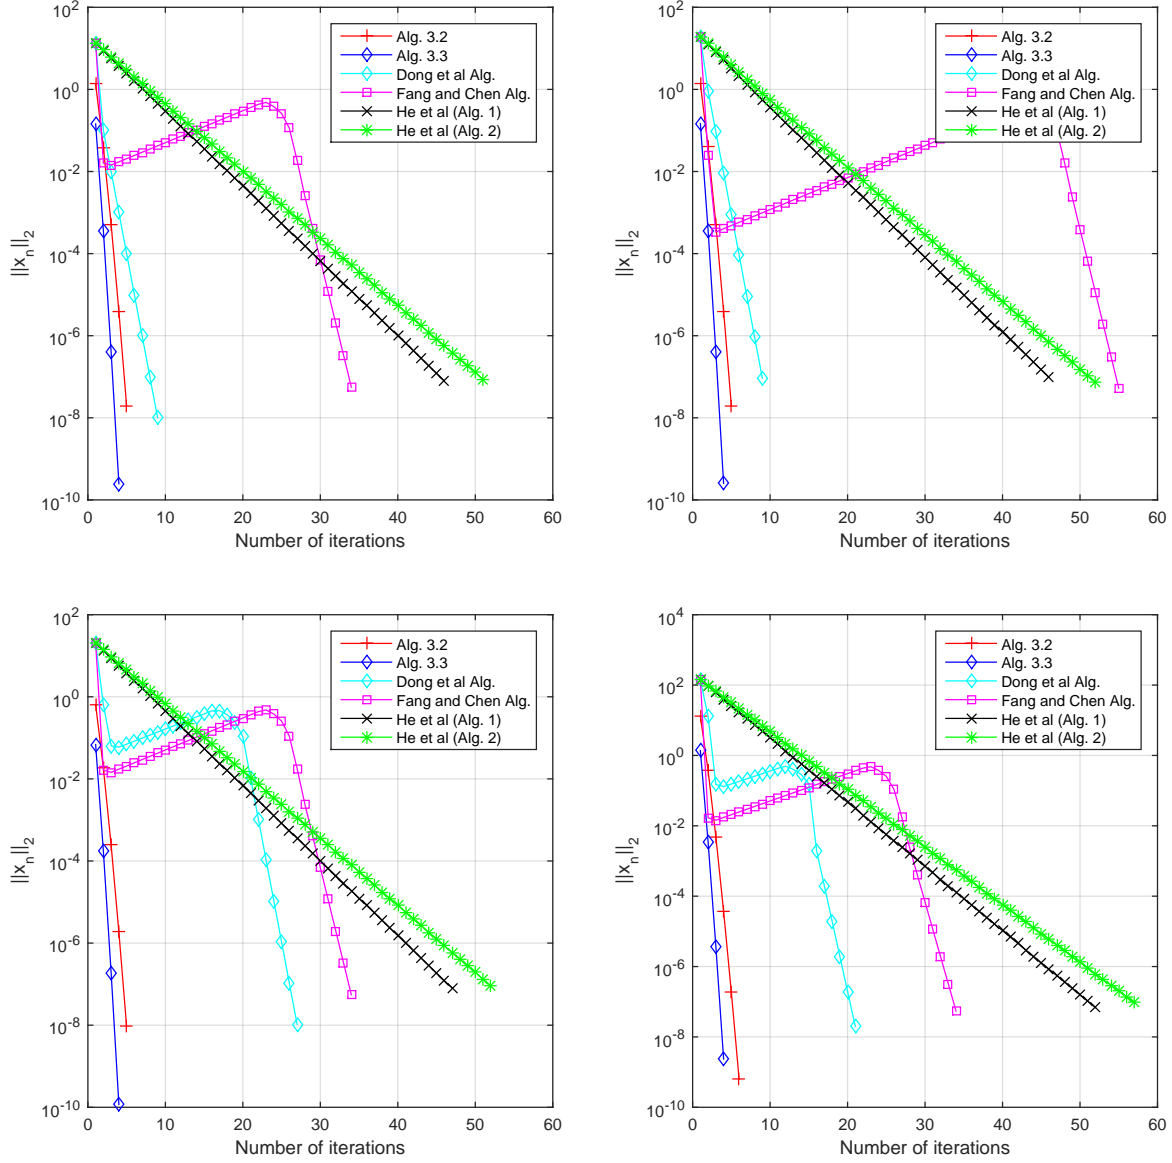 10^2
10^0
10^-2
10^-4
10^-6
10^-8
10^-10
||x_n||_2
0 10 20 30 40 50 60
Number of iterations
Alg. 3.2
Alg. 3.3
Dong et al Alg.
Fang and Chen Alg.
He et al (Alg. 1)
He et al (Alg. 2)
10^2
10^0
10^-2
10^-4
10^-6
10^-8
10^-10
||x_n||_2
0 10 20 30 40 50 60
Number of iterations
Alg. 3.2
Alg. 3.3
Dong et al Alg.
Fang and Chen Alg.
He et al (Alg. 1)
He et al (Alg. 2)
10^2
10^0
10^-2
10^-4
10^-6
10^-8
10^-10
||x_n||_2
0 10 20 30 40 50 60
Number of iterations
Alg. 3.2
Alg. 3.3
Dong et al Alg.
Fang and Chen Alg.
He et al (Alg. 1)
He et al (Alg. 2)
10^4
10^2
10^0
10^-2
10^-4
10^-6
10^-8
10^-10
||x_n||_2
0 10 20 30 40 50 60
Number of iterations
Alg. 3.2
Alg. 3.3
Dong et al Alg.
Fang and Chen Alg.
He et al (Alg. 1)
He et al (Alg. 2)